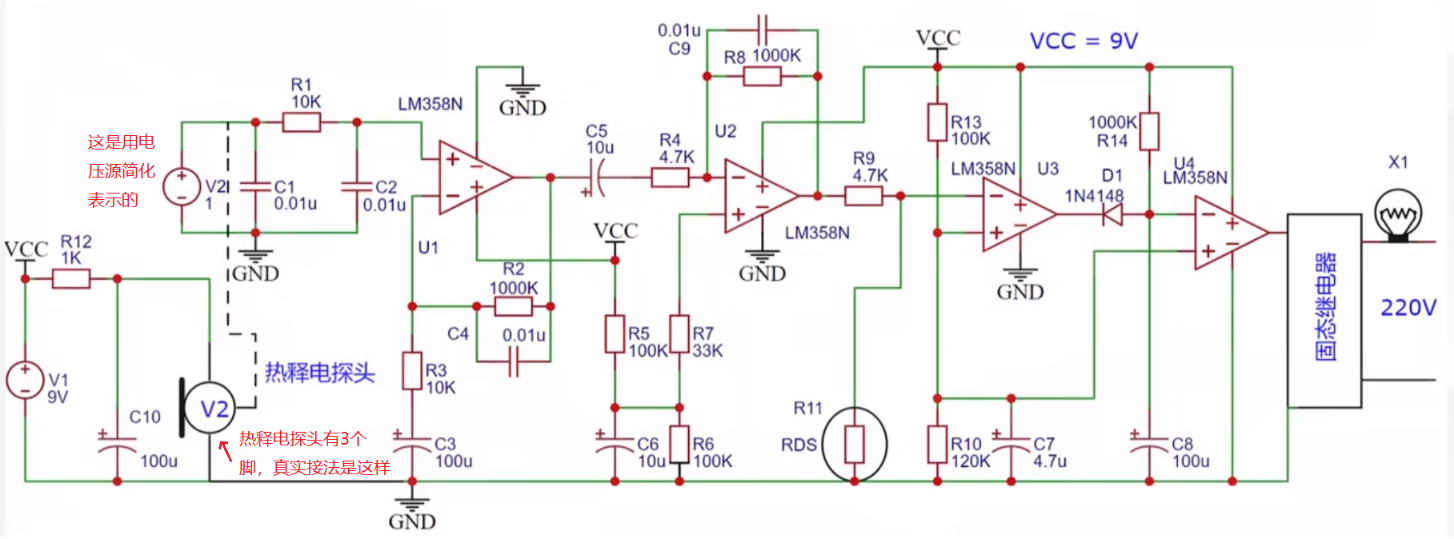 0.01u
C9
VCC
VCC = 9V
R8
1000K
R1
10K
LM358N
GND
C5
10u
R4
4.7K
U2
R13
100K
1000K
R14
这是用电
压源简化
表示的
V2
1
C1
0.01u
C2
0.01u
R9
4.7K
LM358N
U3
D1
1N4148
U4
LM358N
X1
U1
VCC
LM358N
VCC
R12
1K
GND
GND
GND
R2
1000K
C4
0.01u
R5
100K
R7
33K
固态继电器
220V
V1
9V
热释电探头
R3
10K
V2
C10
100u
热释电探头有3个
脚，真实接法是这样
C3
100u
C6
10u
R6
100K
R11
RDS
R10
120K
C7
4.7u
C8
100u
GND